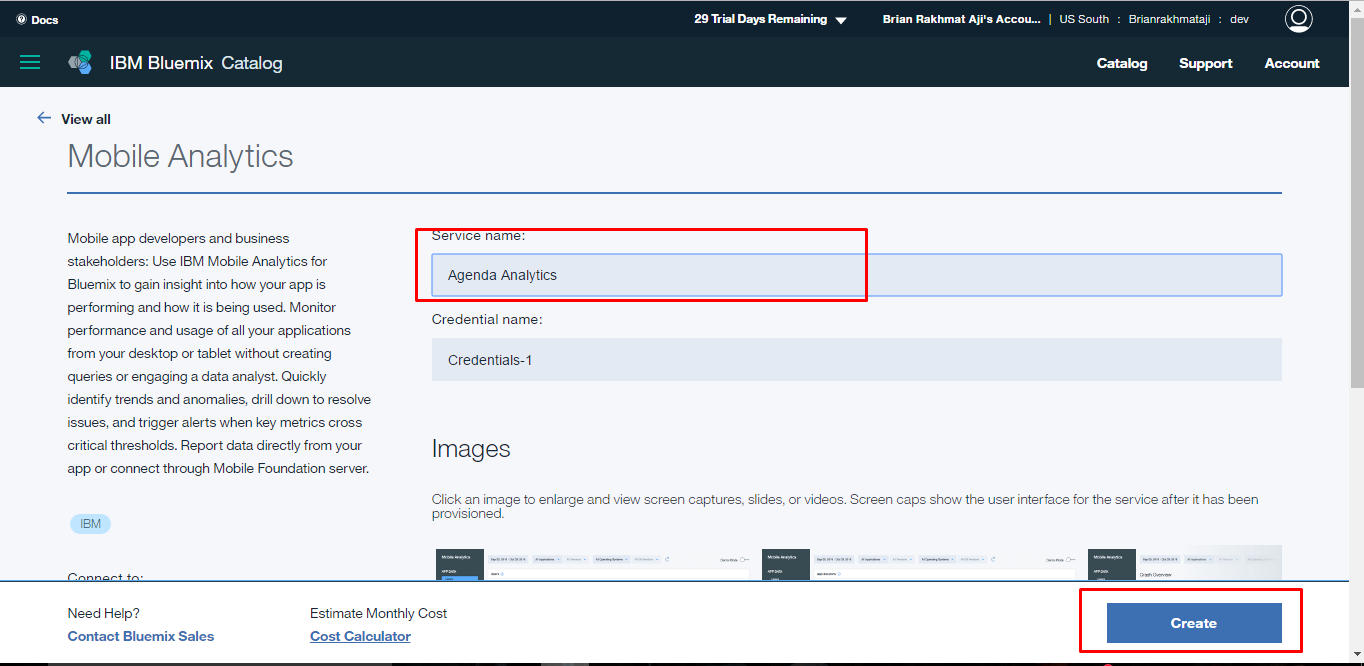 Docs
29 Trial Days Remaining
Brian Rakhmat Aji's Accou... | US South : Brianrakhmataji : dev
IBM Bluemix Catalog
Catalog Support Account
View all
Mobile Analytics
Mobile app developers and business
stakeholders: Use IBM Mobile Analytics for
Bluemix to gain insight into how your app is
performing and how it is being used. Monitor
performance and usage of all your applications
from your desktop or tablet without creating
queries or engaging a data analyst. Quickly
identify trends and anomalies, drill down to resolve
issues, and trigger alerts when key metrics cross
critical thresholds. Report data directly from your
app or connect through Mobile Foundation server.
IBM
Connect to:
Service name:
Agenda Analytics
Credential name:
Credentials-1
Images
Click an image to enlarge and view screen captures, slides, or videos. Screen caps show the user interface for the service after it has been
provisioned.
Mobile Analytics
APP DATA
Mobile Analytics
APP DATA
Mobile Analytics
APP DATA
Crash Overview
Need Help?
Contact Bluemix Sales
Estimate Monthly Cost
Cost Calculator
Create